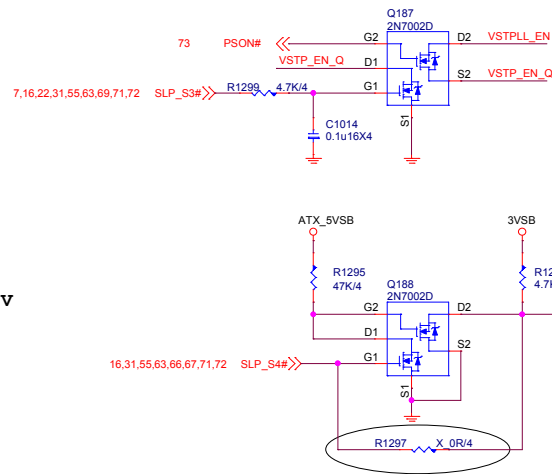 Q187
2N7002D
73 PSON# G2 D2 VSTPLL_EN
VSTP_EN_Q D1
S2 VSTP_EN_Q
7,16,22,31,55,63,69,71,72 SLP_S3# R1299 4.7K/4 G1
S1
C1014
0.1u16X4
ATX_5VSB 3VSB
R1295
47K/4
Q188
2N7002D
V
G2 D2
D1
S2
16,31,55,63,66,67,71,72 SLP_S4# G1
S1
R1297 X_0R/4